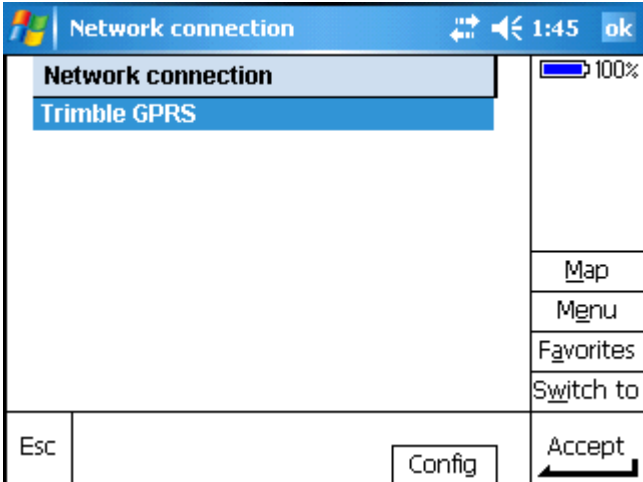 Network connection 1:45 ok
Network connection
100%
Trimble GPRS
Map
Menu
Favorites
Switch to
Esc
Config
Accept